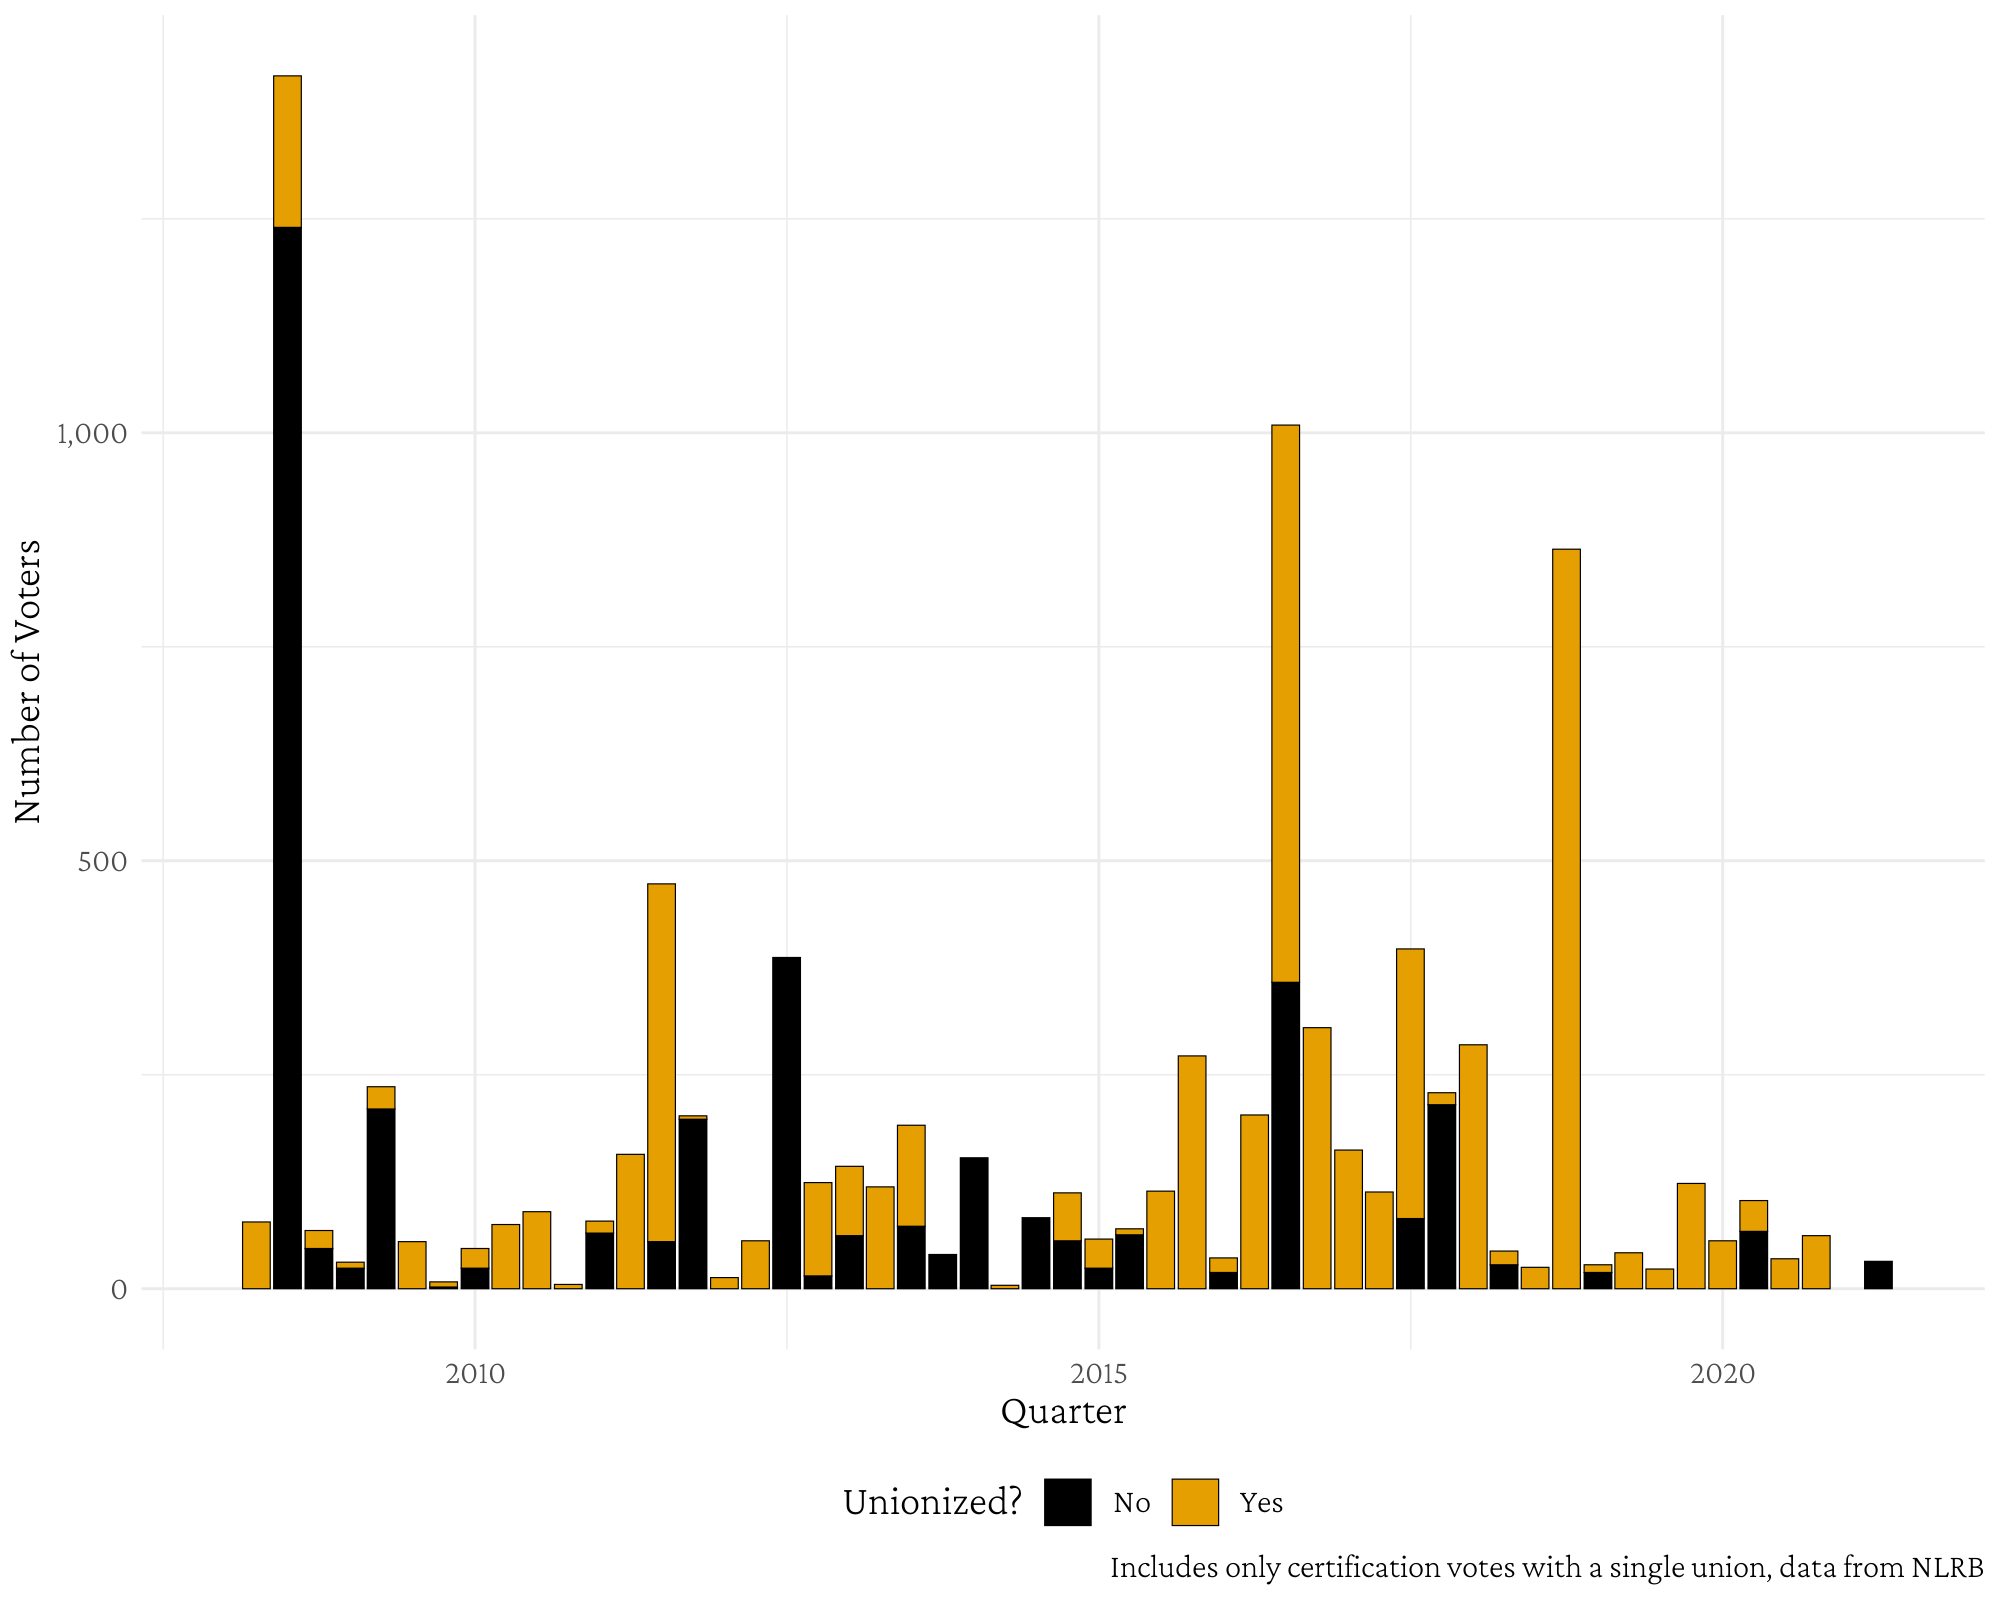 1,000
500
0
Number of Voters
2010
2015
2020
Quarter
Unionized?
No
Yes
Includes only certification votes with a single union, data from NLRB